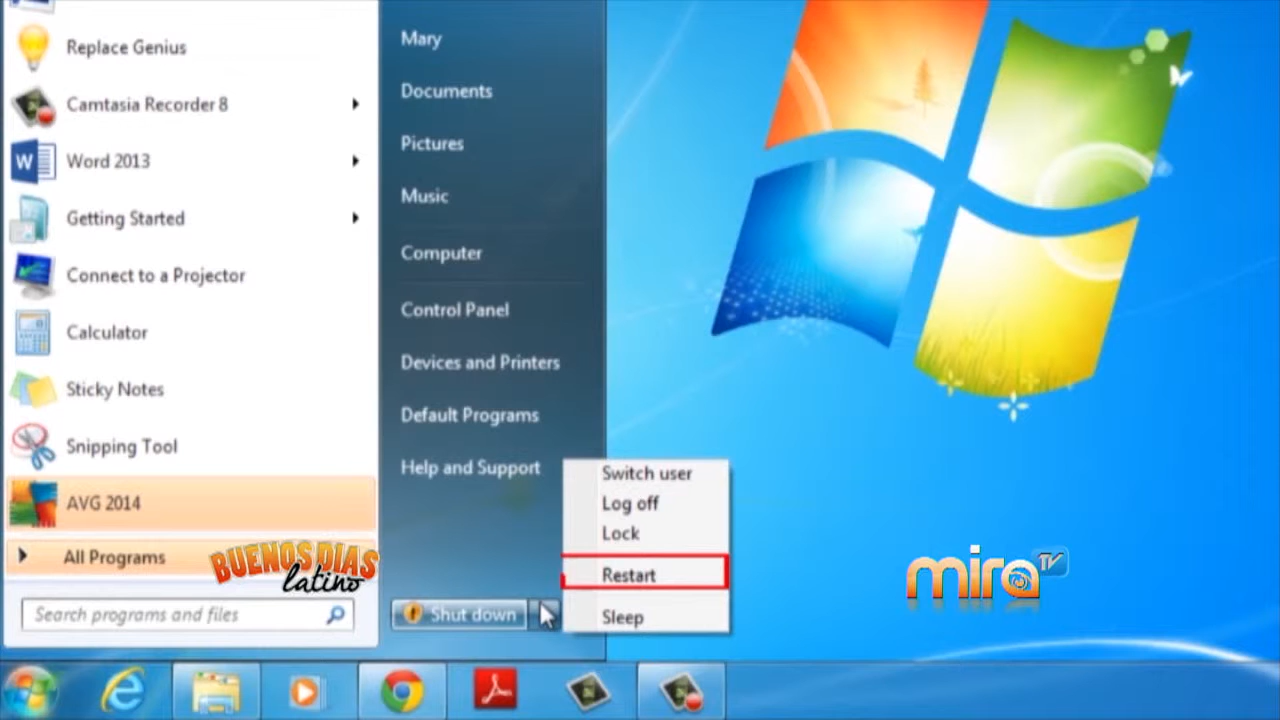 Replace Genius
Camtasia Recorder 8
Word 2013
Getting Started
Connect to a Projector
Calculator
Sticky Notes
Snipping Tool
AVG 2014
All Programs
Search programs and files
Mary
Documents
Pictures
Music
Computer
Control Panel
Devices and Printers
Default Programs
Help and Support
Shut down
Switch user
Log off
Lock
Restart
Sleep
BUENOS DIAS
latino
mira TV